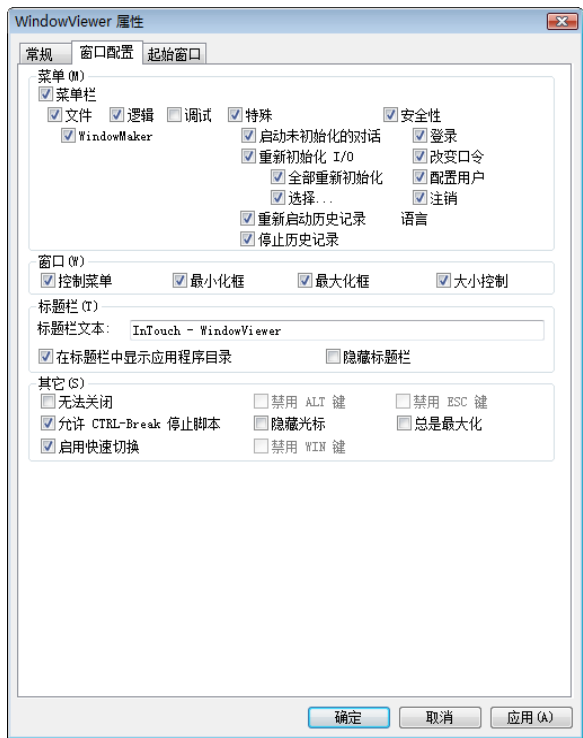 WindowViewer 属性
常规 窗口配置 起始窗口
菜单(M)
菜单栏
文件 逻辑 调试 特殊 安全性
WindowMaker 启动未初始化的对话 登录
重新初始化 I/O 改变口令
全部重新初始化 配置用户
选择... 注销
重新启动历史记录 语言
停止历史记录
窗口(W)
控制菜单 最小化框 最大化框 大小控制
标题栏(T)
标题栏文本: InTouch - WindowViewer
在标题栏中显示应用程序目录 隐藏标题栏
其它(S)
无法关闭 禁用 ALT 键 禁用 ESC 键
允许 CTRL-Break 停止脚本 隐藏光标 总是最大化
启用快速切换 禁用 WIN 键
确定 取消 应用(A)